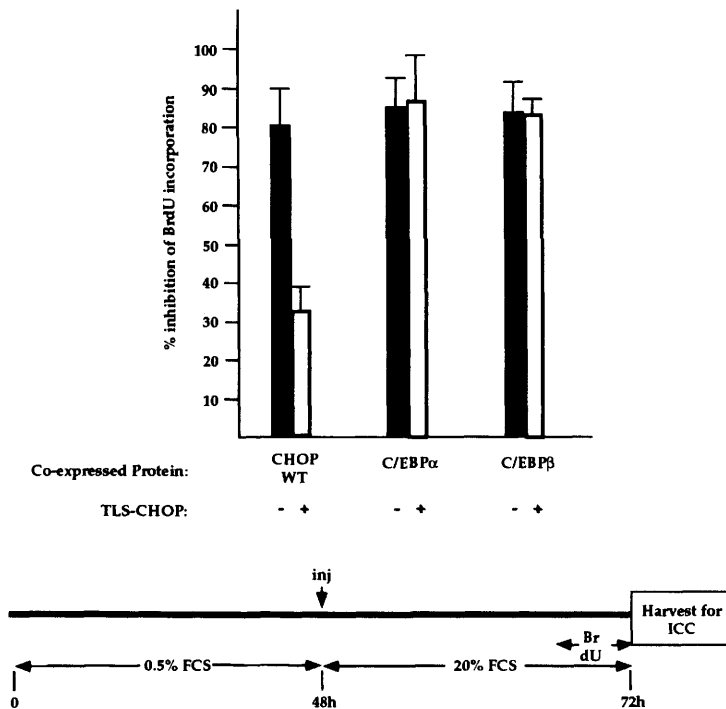 % inhibition of BrdU incorporation
100
90
80
70
60
50
40
30
20
10
Co-expressed Protein: CHOP WT C/EBPα C/EBPβ
TLS-CHOP: - + - + - +
inj
Harvest for
ICC
Br
dU
0.5% FCS 20% FCS
0 48h 72h